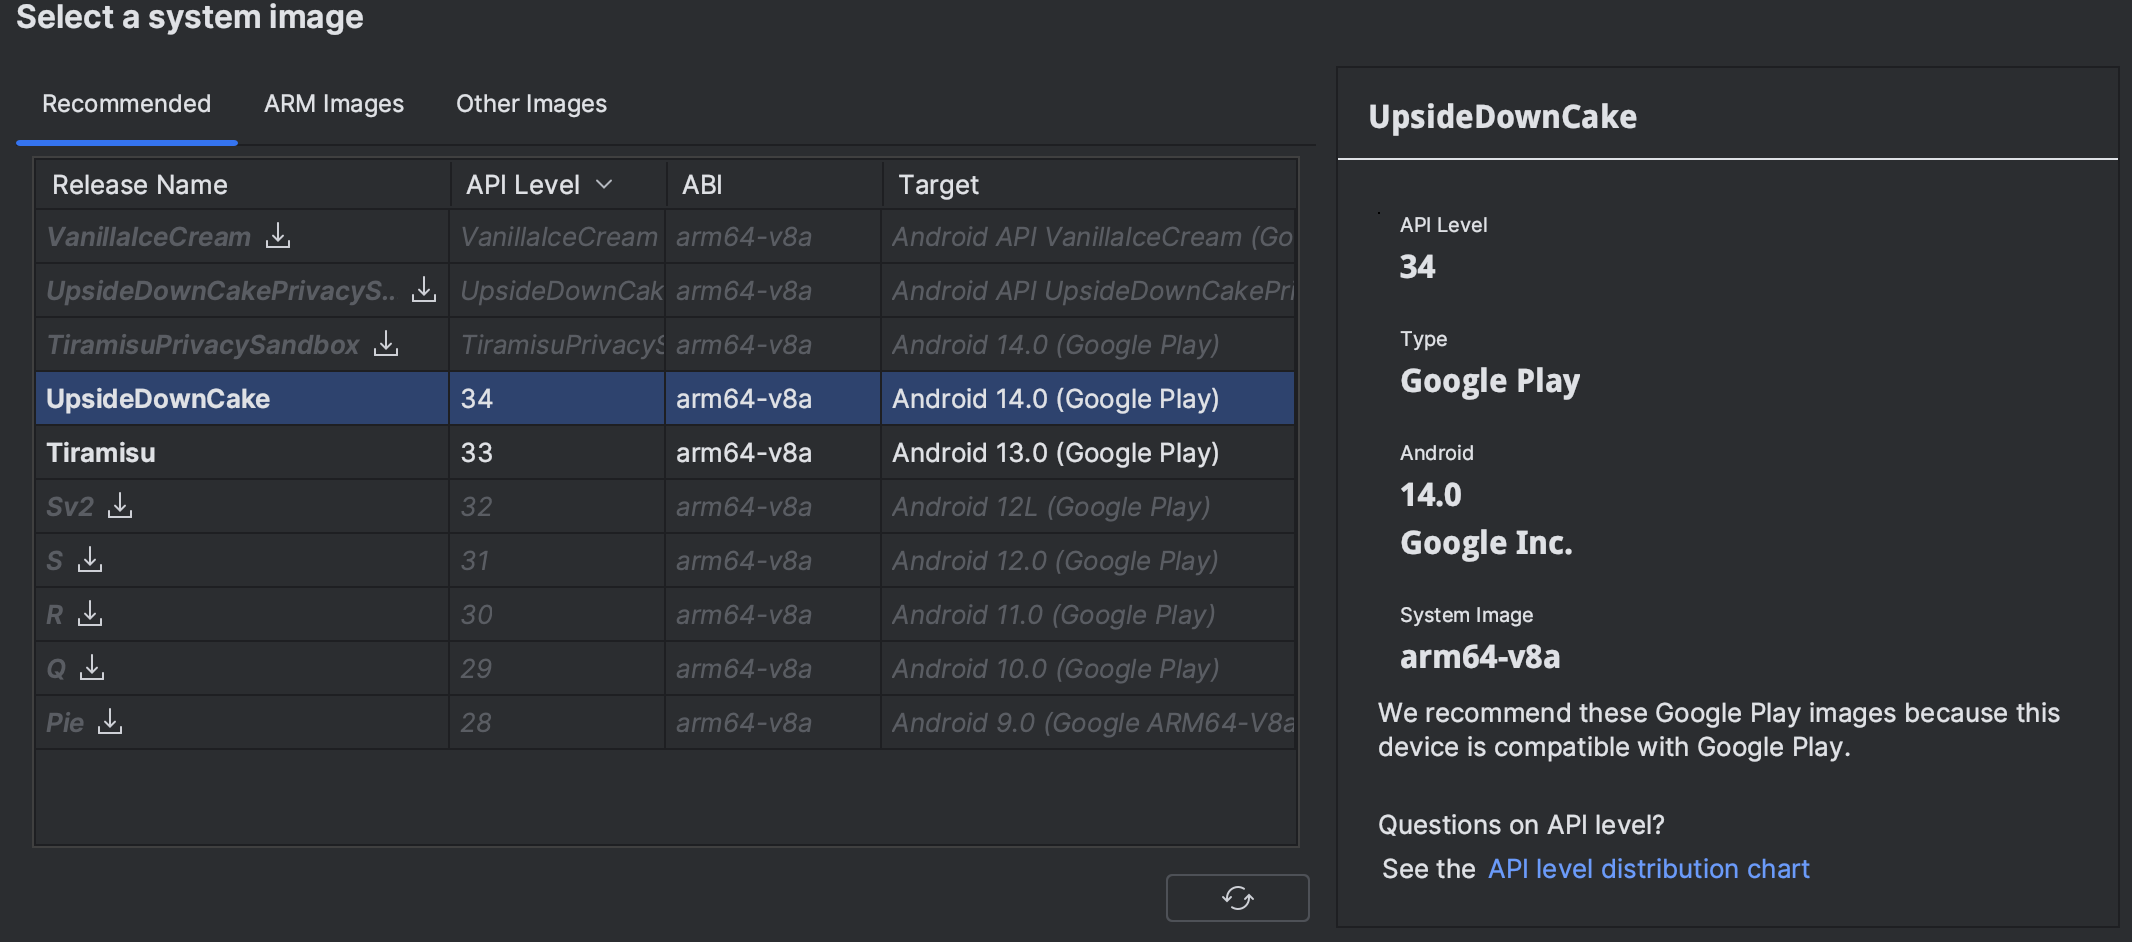 Select a system image
Recommended ARM Images Other Images
Release Name API Level ABI Target
VanillaIceCream VanillaIceCream arm64-v8a Android API VanillaIceCream (Go
UpsideDownCakePrivacyS.. UpsideDownCak arm64-v8a Android API UpsideDownCakePri
TiramisuPrivacySandbox TiramisuPrivacyS arm64-v8a Android 14.0 (Google Play)
UpsideDownCake 34 arm64-v8a Android 14.0 (Google Play)
Tiramisu 33 arm64-v8a Android 13.0 (Google Play)
Sv2 32 arm64-v8a Android 12L (Google Play)
S 31 arm64-v8a Android 12.0 (Google Play)
R 30 arm64-v8a Android 11.0 (Google Play)
Q 29 arm64-v8a Android 10.0 (Google Play)
Pie 28 arm64-v8a Android 9.0 (Google ARM64-V8a
UpsideDownCake
API Level
34
Type
Google Play
Android
14.0
Google Inc.
System Image
arm64-v8a
We recommend these Google Play images because this
device is compatible with Google Play.
Questions on API level?
See the API level distribution chart